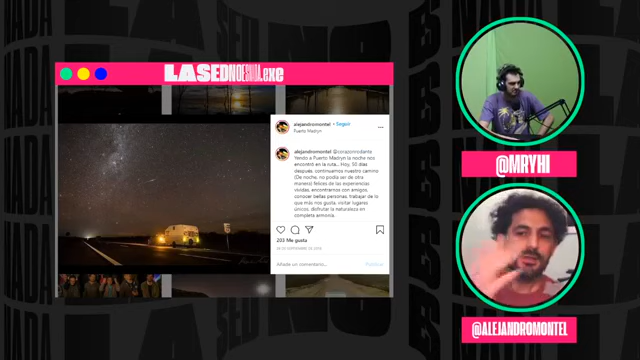 LASEDNOESNADA.exe
alejandromontel • Seguir
Puerto Madryn
alejandromontel @corazonrodante
Yendo a Puerto Madryn la noche nos
encontró en la ruta... Hoy, 50 días
después, continuamos nuestro camino
(De noche, no podía ser de otra
manera) felices de las experiencias
vividas, encontrarnos con amigos,
conocer bellas personas, trabajar de lo
que más nos gusta, visitar lugares
únicos, disfrutar la naturaleza en
completa armonía.
203 Me gusta
Añade un comentario...
Publicar
@MRYHI
@ALEJANDROMONTEL